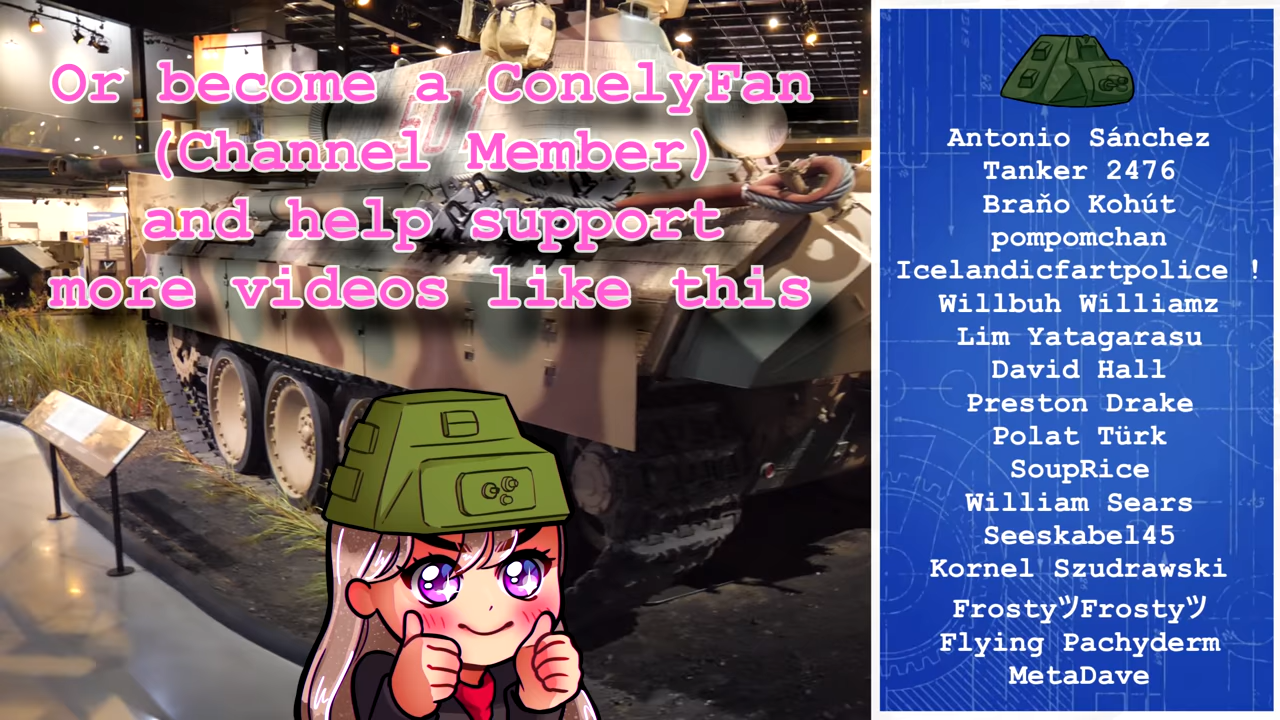 Or become a ConelyFan
(Channel Member)
and help support
more videos like this
Antonio Sánchez
Tanker 2476
Braňo Kohút
pompomchan
Icelandicfartpolice !
Willbuh Williamz
Lim Yatagarasu
David Hall
Preston Drake
Polat Türk
SoupRice
William Sears
Seeskabel45
Kornel Szudrawski
FrostyツFrostyツ
Flying Pachyderm
MetaDave